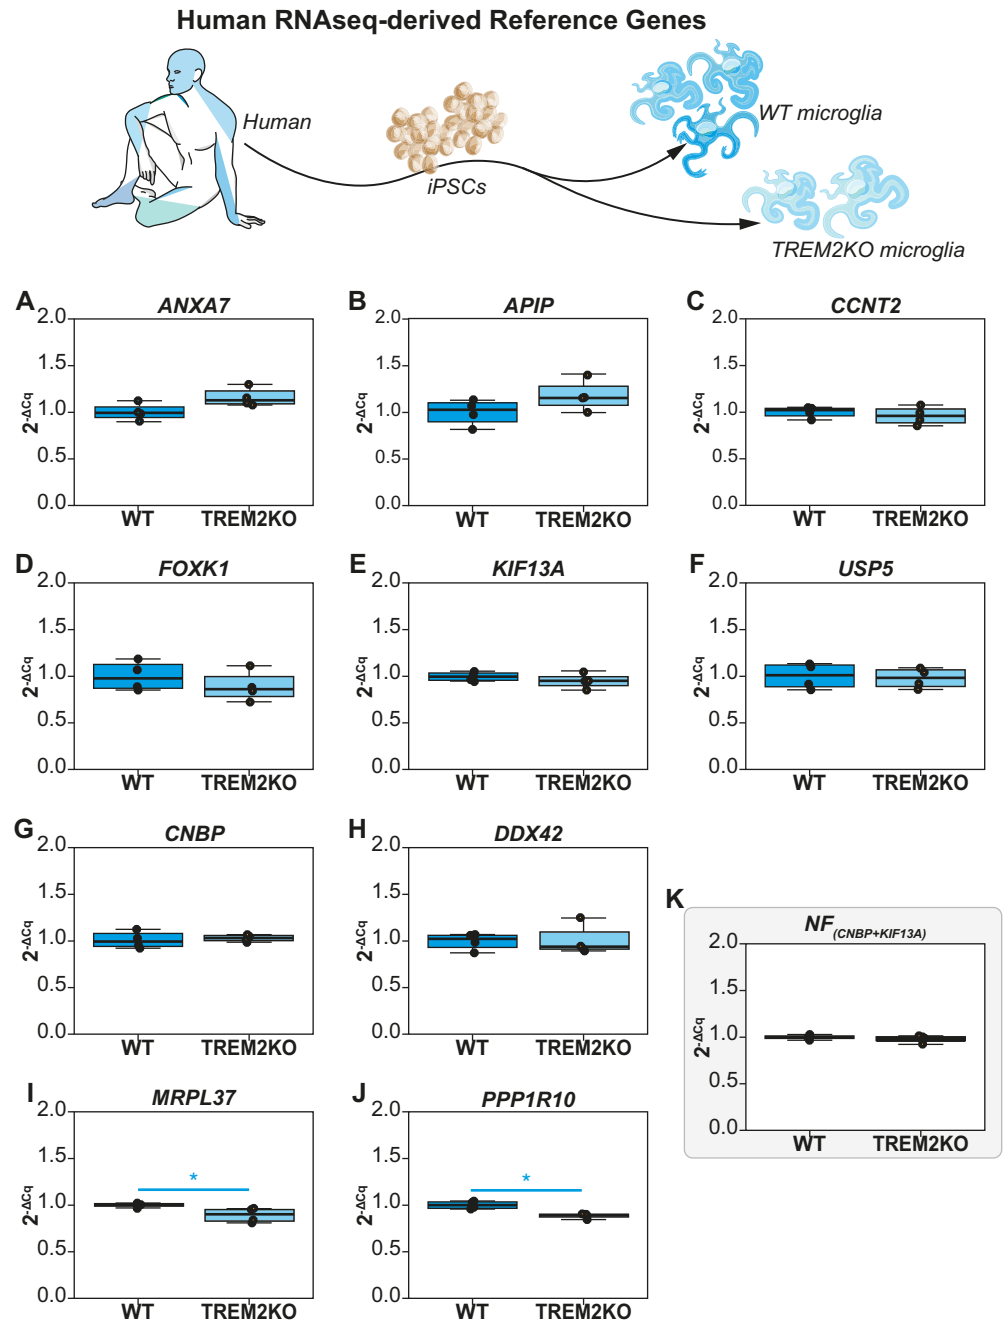 Human RNAseq-derived Reference Genes
Human
iPSCs
WT microglia
TREM2KO microglia
A
ANXA7
2.0
1.5
1.0
0.5
0.0
2^-ΔCq
WT TREM2KO
B
APIP
2.0
1.5
1.0
0.5
0.0
2^-ΔCq
WT TREM2KO
C
CCNT2
2.0
1.5
1.0
0.5
0.0
2^-ΔCq
WT TREM2KO
D
FOXK1
2.0
1.5
1.0
0.5
0.0
2^-ΔCq
WT TREM2KO
E
KIF13A
2.0
1.5
1.0
0.5
0.0
2^-ΔCq
WT TREM2KO
F
USP5
2.0
1.5
1.0
0.5
0.0
2^-ΔCq
WT TREM2KO
G
CNBP
2.0
1.5
1.0
0.5
0.0
2^-ΔCq
WT TREM2KO
H
DDX42
2.0
1.5
1.0
0.5
0.0
2^-ΔCq
WT TREM2KO
I
MRPL37
2.0
1.5
1.0
0.5
0.0
2^-ΔCq
*
WT TREM2KO
J
PPP1R10
2.0
1.5
1.0
0.5
0.0
2^-ΔCq
*
WT TREM2KO
K
NF(CNBP+KIF13A)
2.0
1.5
1.0
0.5
0.0
2^-ΔCq
WT TREM2KO